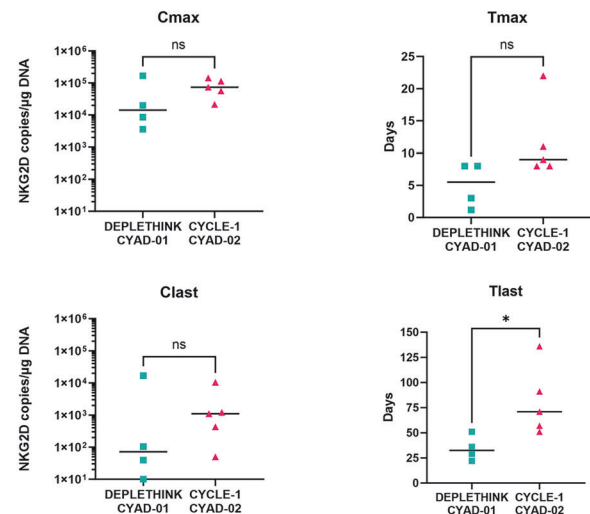 Cmax
ns
NKG2D copies/µg DNA
1×10⁶
1×10⁵
1×10⁴
1×10³
1×10²
1×10¹
DEPLETHINK CYCLE-1
CYAD-01 CYAD-02
Tmax
ns
Days
25
20
15
10
5
0
DEPLETHINK CYCLE-1
CYAD-01 CYAD-02
Clast
ns
NKG2D copies/µg DNA
1×10⁶
1×10⁵
1×10⁴
1×10³
1×10²
1×10¹
DEPLETHINK CYCLE-1
CYAD-01 CYAD-02
Tlast
*
Days
150
125
100
75
50
25
0
DEPLETHINK CYCLE-1
CYAD-01 CYAD-02